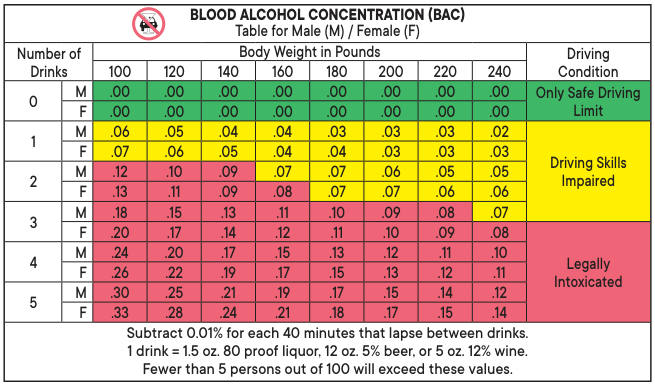 BLOOD ALCOHOL CONCENTRATION (BAC)
Table for Male (M) / Female (F)
Number of Drinks Body Weight in Pounds Driving Condition
100 120 140 160 180 200 220 240
0 M .00 .00 .00 .00 .00 .00 .00 .00 Only Safe Driving Limit
F .00 .00 .00 .00 .00 .00 .00 .00
1 M .06 .05 .04 .04 .03 .03 .03 .02 Driving Skills Impaired
F .07 .06 .05 .04 .04 .03 .03 .03
2 M .12 .10 .09 .07 .07 .06 .05 .05
F .13 .11 .09 .08 .07 .07 .06 .06
3 M .18 .15 .13 .11 .10 .09 .08 .07
F .20 .17 .14 .12 .11 .10 .09 .08 Legally Intoxicated
4 M .24 .20 .17 .15 .13 .12 .11 .10
F .26 .22 .19 .17 .15 .13 .12 .11
5 M .30 .25 .21 .19 .17 .15 .14 .12
F .33 .28 .24 .21 .18 .17 .15 .14
Subtract 0.01% for each 40 minutes that lapse between drinks.
1 drink = 1.5 oz. 80 proof liquor, 12 oz. 5% beer, or 5 oz. 12% wine.
Fewer than 5 persons out of 100 will exceed these values.